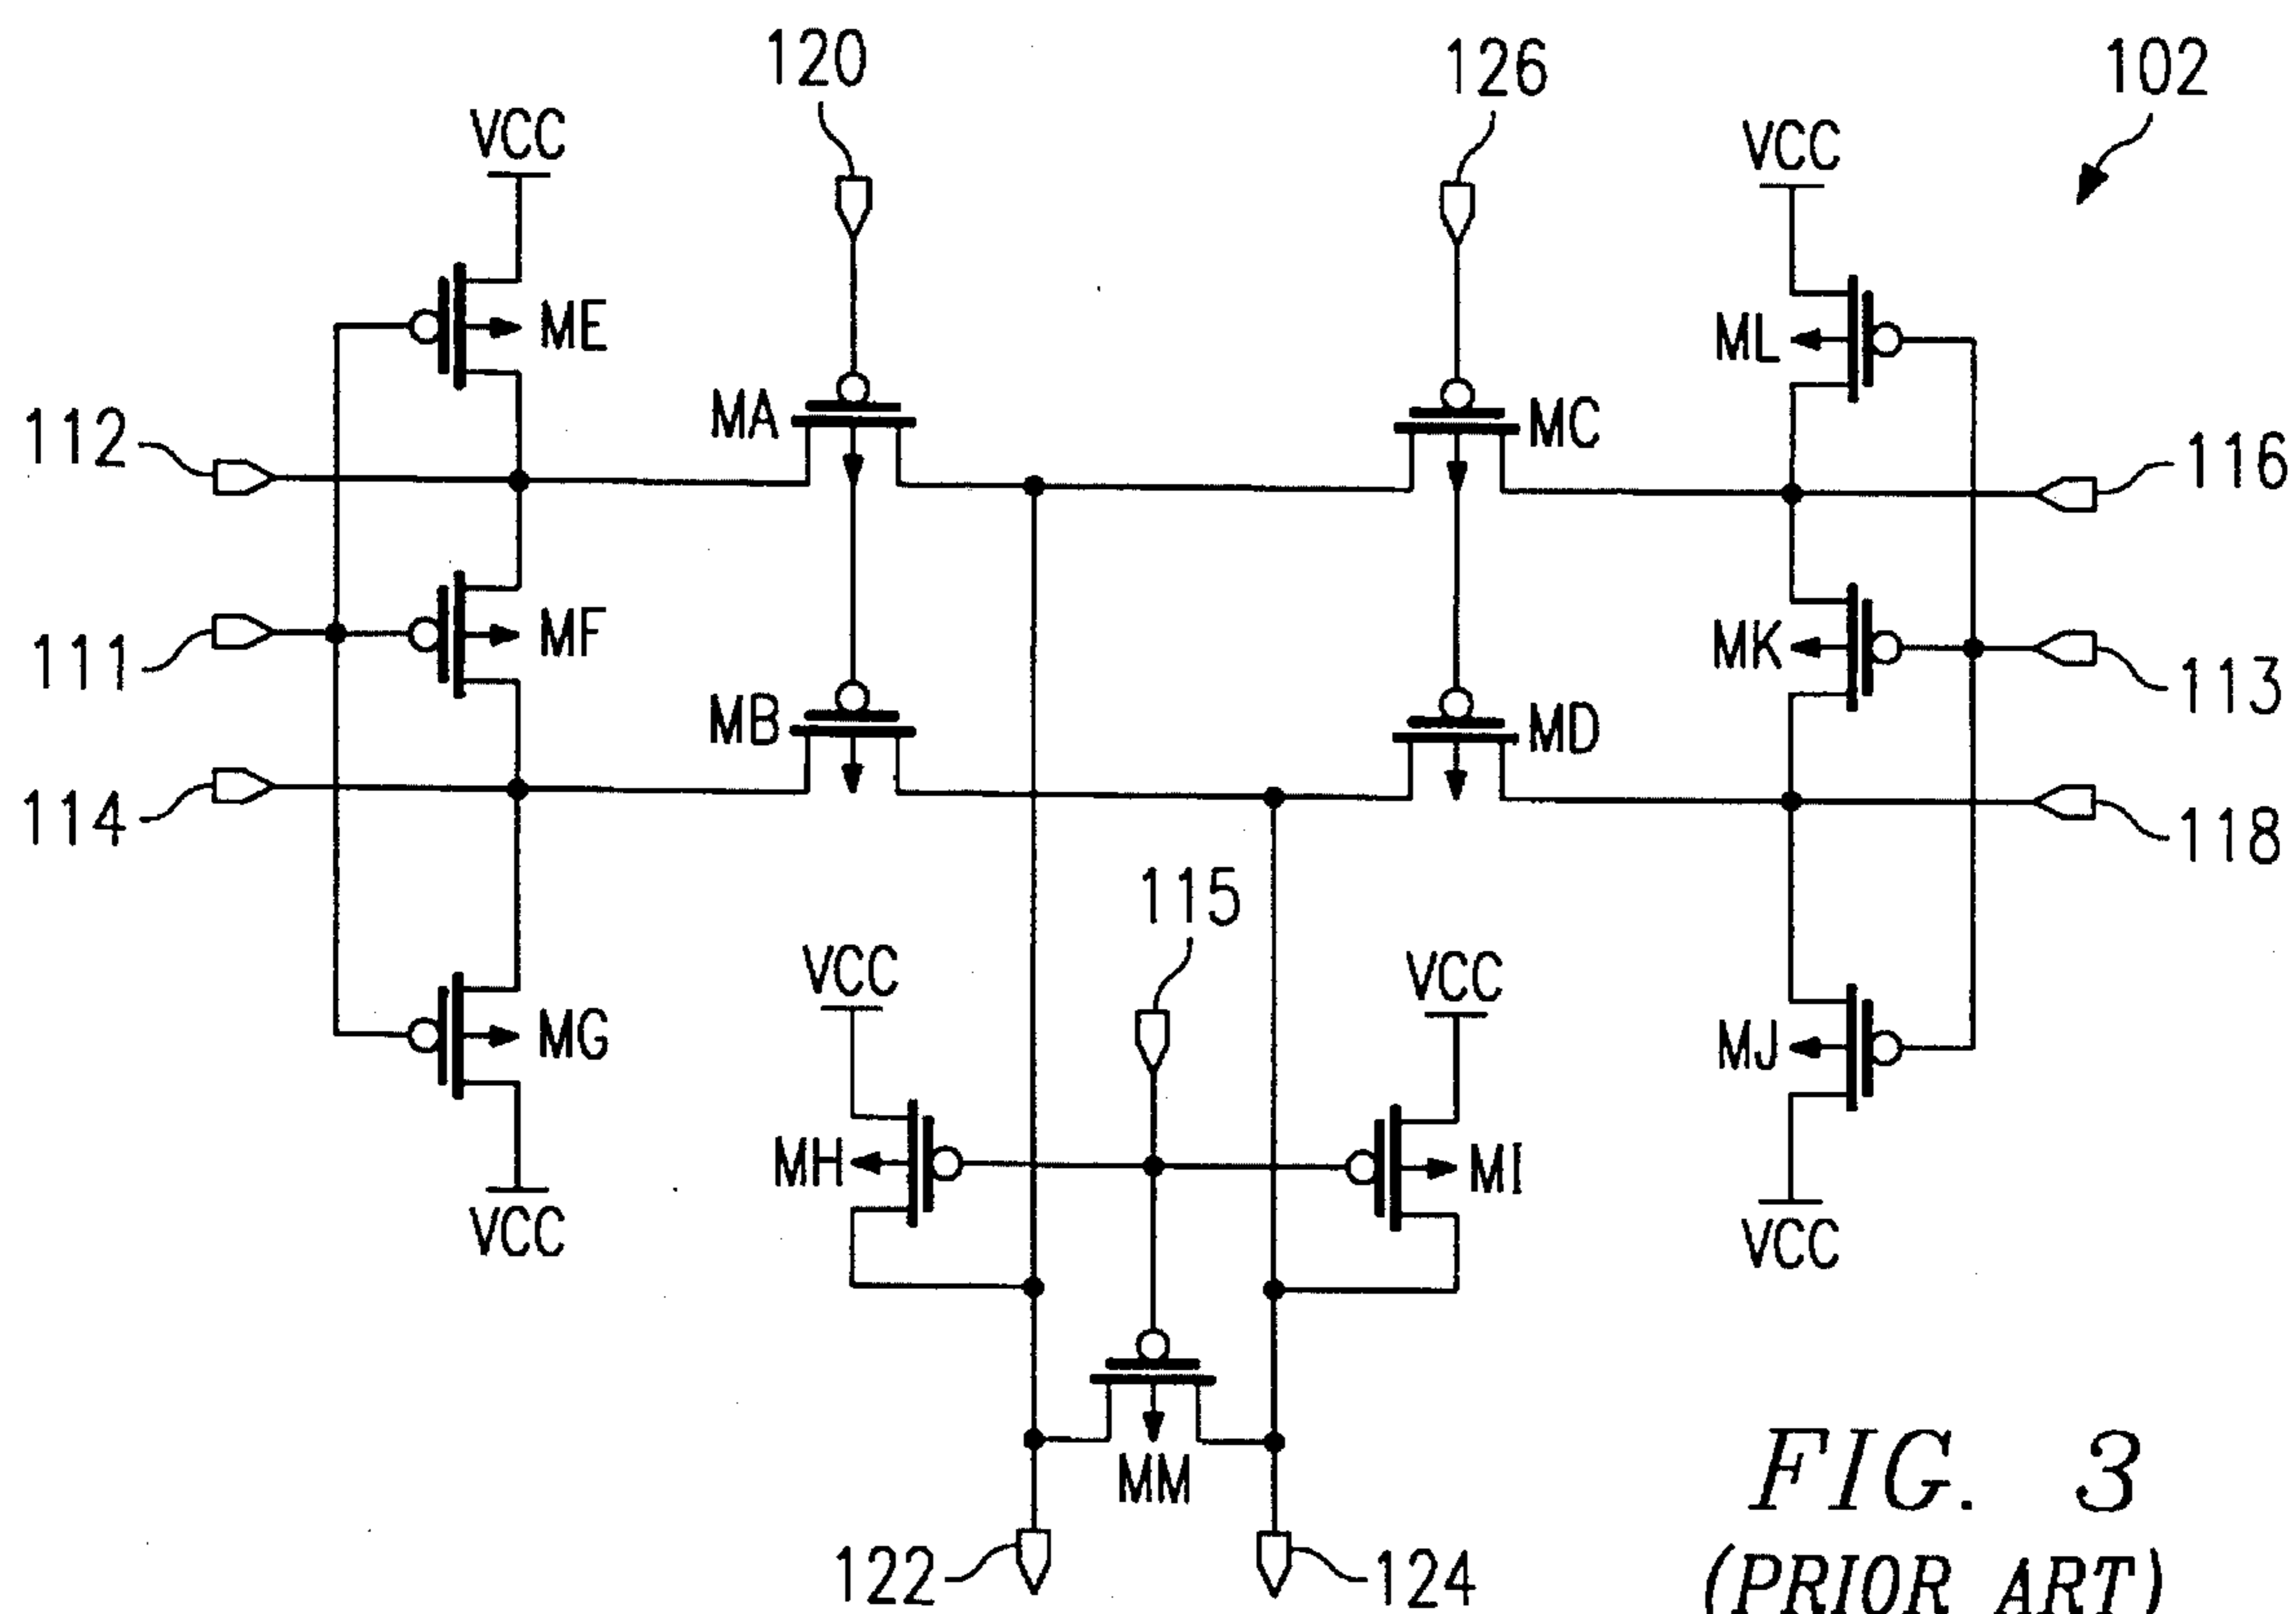 120
126
102
VCC
VCC
ME
ML
112
MA
MC
116
111
MF
MK
113
MB
MD
114
118
115
VCC
VCC
MG
MJ
MH
MI
VCC
VCC
MM
122
124
FIG. 3
(PRIOR ART)